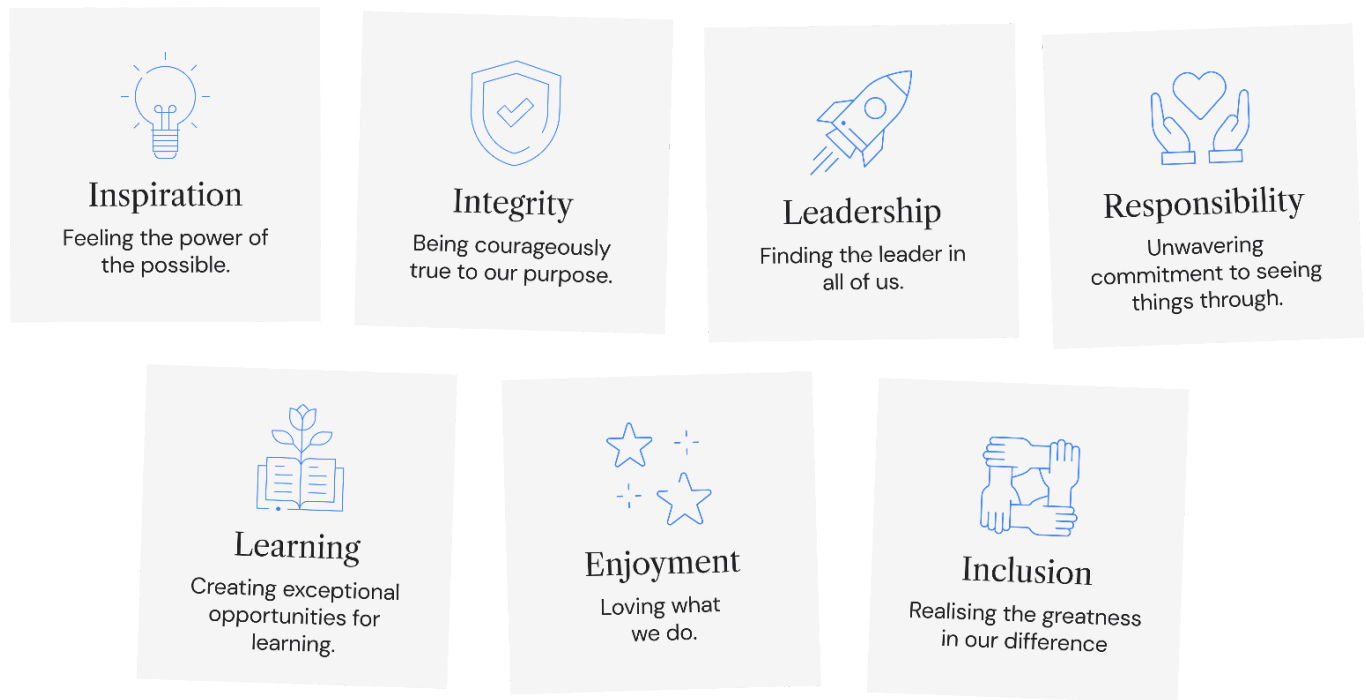 Inspiration
Feeling the power of
the possible.
Integrity
Being courageously
true to our purpose.
Leadership
Finding the leader in
all of us.
Responsibility
Unwavering
commitment to seeing
things through.
Learning
Creating exceptional
opportunities for
learning.
Enjoyment
Loving what
we do.
Inclusion
Realising the greatness
in our difference